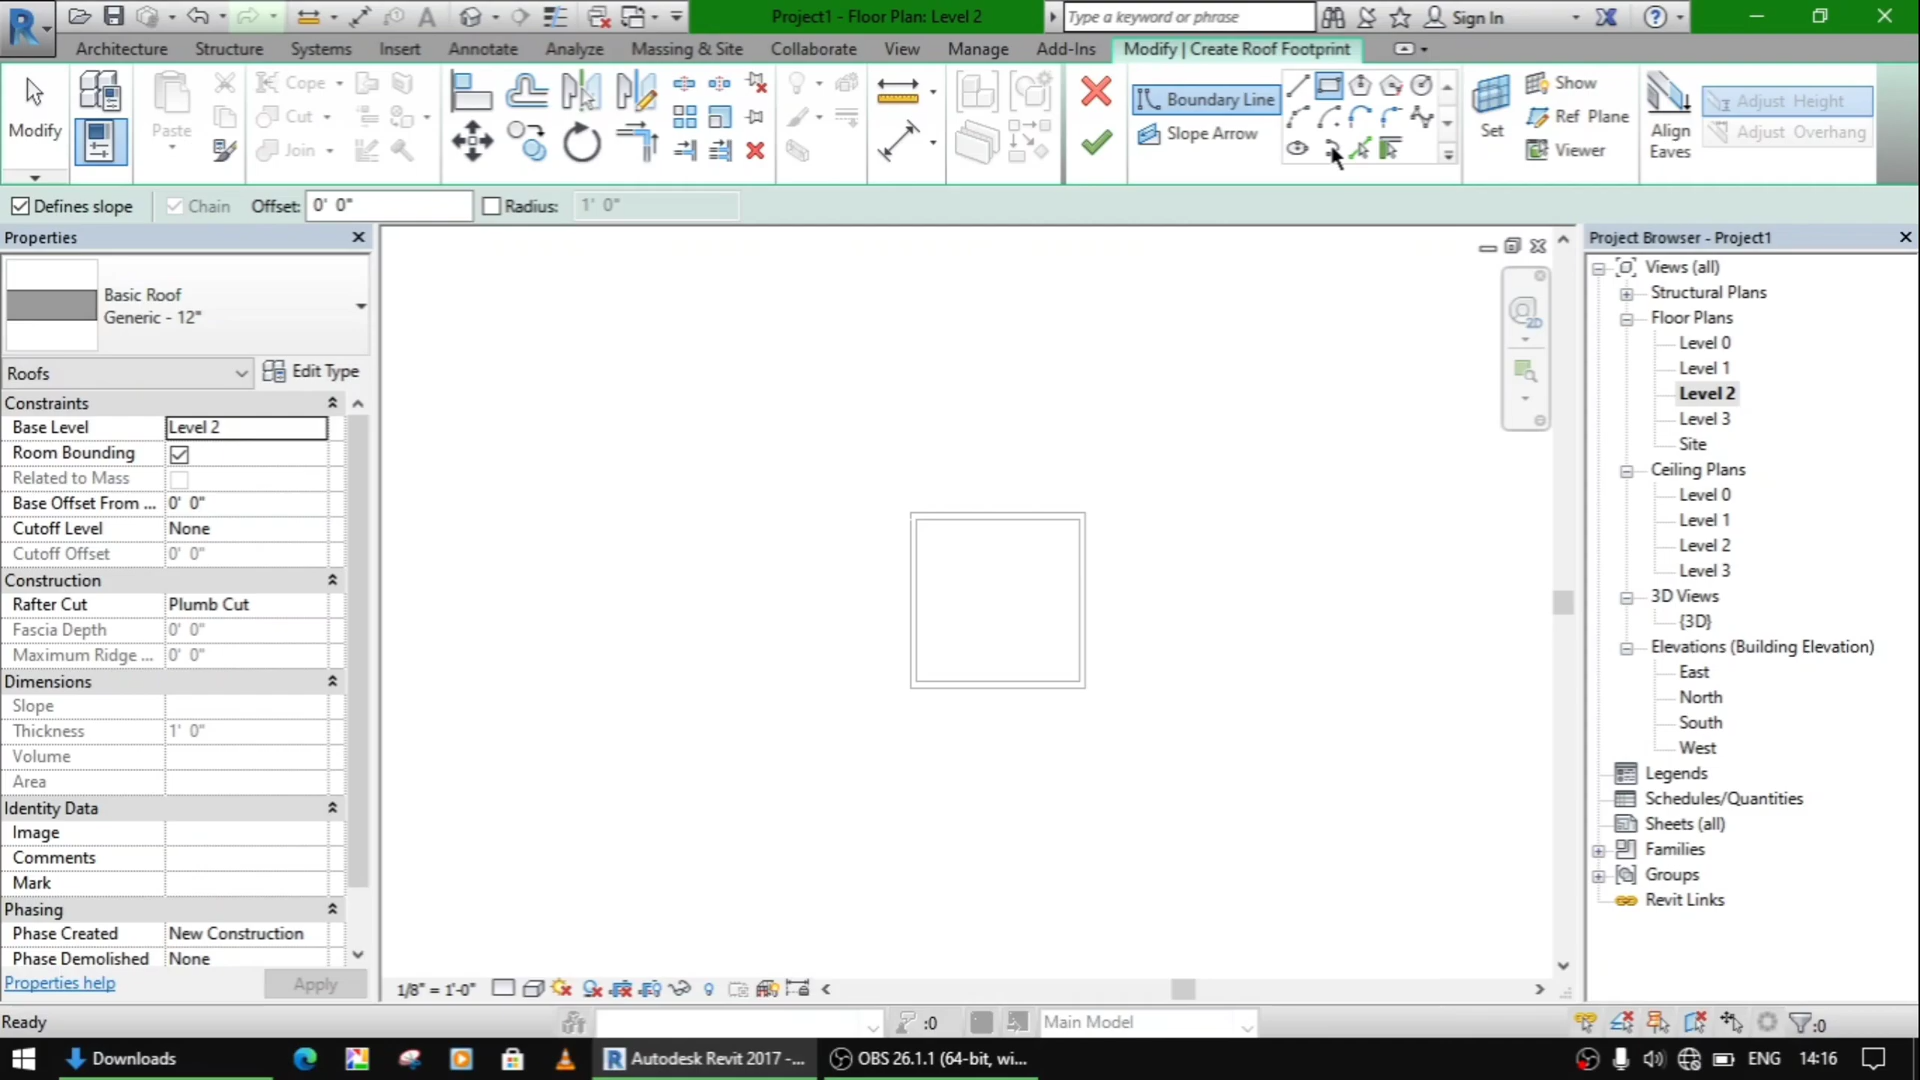 Project1 - Floor Plan: Level 2
Type a keyword or phrase
Sign In
Architecture
Structure
Systems
Insert
Annotate
Analyze
Massing & Site
Collaborate
View
Manage
Add-Ins
Modify | Create Roof Footprint
Modify
Paste
Cope
Cut
Join
Boundary Line
Slope Arrow
Set
Show
Ref Plane
Viewer
Align
Eaves
Adjust Height
Adjust Overhang
Defines slope
Chain
Offset: 0' 0"
Radius: 1' 0"
Properties
Basic Roof
Generic - 12"
Roofs
Edit Type
Constraints
Base Level Level 2
Room Bounding
Related to Mass
Base Offset From ... 0' 0"
Cutoff Level None
Cutoff Offset 0' 0"
Construction
Rafter Cut Plumb Cut
Fascia Depth 0' 0"
Maximum Ridge ... 0' 0"
Dimensions
Slope
Thickness 1' 0"
Volume
Area
Identity Data
Image
Comments
Mark
Phasing
Phase Created New Construction
Phase Demolished None
Properties help
Apply
2D
Project Browser - Project1
Views (all)
Structural Plans
Floor Plans
Level 0
Level 1
Level 2
Level 3
Site
Ceiling Plans
Level 0
Level 1
Level 2
Level 3
3D Views
{3D}
Elevations (Building Elevation)
East
North
South
West
Legends
Schedules/Quantities
Sheets (all)
Families
Groups
Revit Links
1/8" = 1'-0"
Ready
:0
Main Model
:0
Downloads
Autodesk Revit 2017 -...
OBS 26.1.1 (64-bit, wi...
ENG
14:16